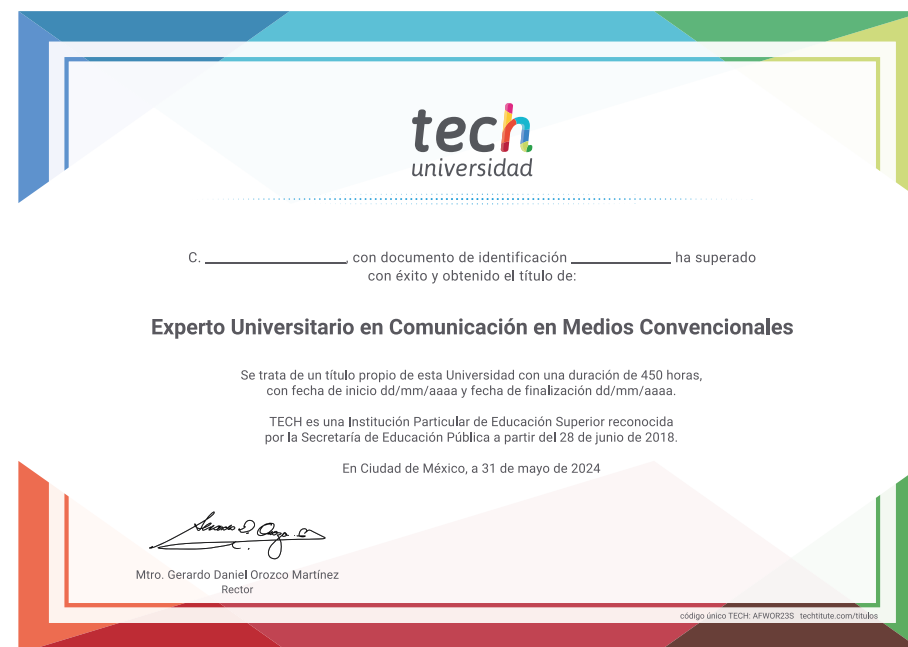 tech
universidad
C. ____________, con documento de identificación ____________ ha superado
con éxito y obtenido el título de:
Experto Universitario en Comunicación en Medios Convencionales
Se trata de un título propio de esta Universidad con una duración de 450 horas,
con fecha de inicio dd/mm/aaaa y fecha de finalización dd/mm/aaaa.
TECH es una Institución Particular de Educación Superior reconocida
por la Secretaría de Educación Pública a partir del 28 de junio de 2018.
En Ciudad de México, a 31 de mayo de 2024
Mtro. Gerardo Daniel Orozco Martínez
Rector
código único TECH: AFWOR23S techtitute.com/titulos